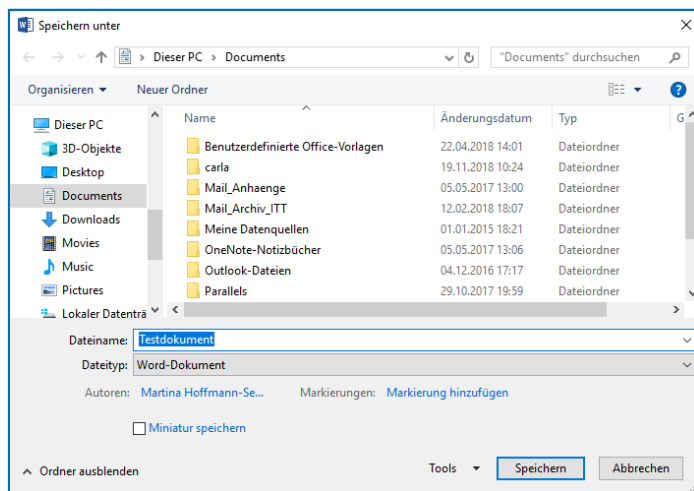 Speichern unter
Dieser PC > Documents
"Documents" durchsuchen
Organisieren Neuer Ordner
Name Änderungsdatum Typ G
Dieser PC
3D-Objekte
Desktop
Documents
Downloads
Movies
Music
Pictures
Lokaler Datenträ
Benutzerdefinierte Office-Vorlagen 22.04.2018 14:01 Dateiordner
carla 19.11.2018 10:24 Dateiordner
Mail_Anhaenge 05.05.2017 13:00 Dateiordner
Mail_Archiv_ITT 12.02.2018 18:07 Dateiordner
Meine Datenquellen 01.01.2015 18:21 Dateiordner
OneNote-Notizbücher 05.05.2017 13:06 Dateiordner
Outlook-Dateien 04.12.2016 17:17 Dateiordner
Parallels 29.10.2017 19:59 Dateiordner
Dateiname: Testdokument
Dateityp: Word-Dokument
Autoren: Martina Hoffmann-Se... Markierungen: Markierung hinzufügen
Miniatur speichern
Ordner ausblenden Tools Speichern Abbrechen